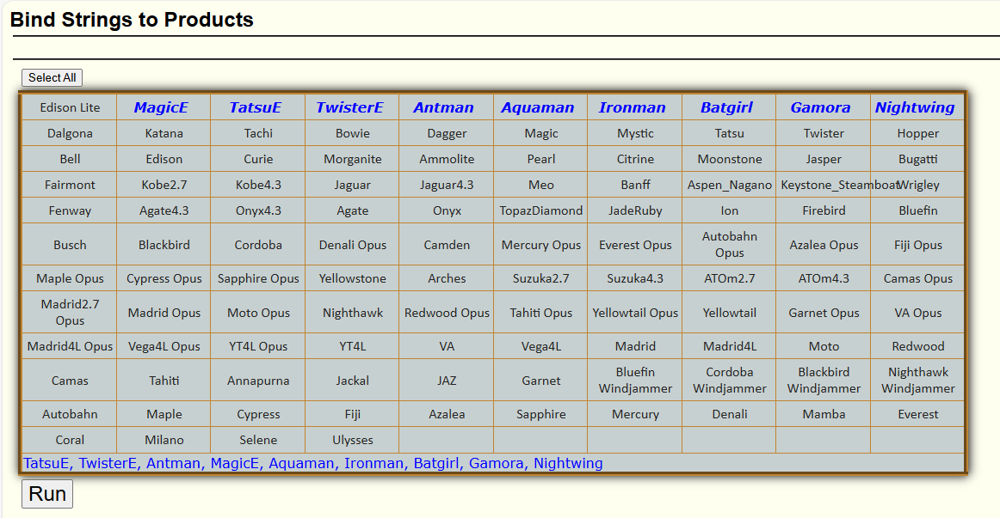 Bind Strings to Products
Select All
Edison Lite MagicE TatsuE TwisterE Antman Aquaman Ironman Batgirl Gamora Nightwing
Dalgona Katana Tachi Bowie Dagger Magic Mystic Tatsu Twister Hopper
Bell Edison Curie Morganite Ammolite Pearl Citrine Moonstone Jasper Bugatti
Fairmont Kobe2.7 Kobe4.3 Jaguar Jaguar4.3 Meo Banff Aspen_Nagano Keystone_Steamboat Wrigley
Fenway Agate4.3 Onyx4.3 Agate Onyx TopazDiamond JadeRuby Ion Firebird Bluefin
Busch Blackbird Cordoba Denali Opus Camden Mercury Opus Everest Opus Autobahn Opus Azalea Opus Fiji Opus
Maple Opus Cypress Opus Sapphire Opus Yellowstone Arches Suzuka2.7 Suzuka4.3 ATOm2.7 ATOm4.3 Camas Opus
Madrid2.7 Opus Madrid Opus Moto Opus Nighthawk Redwood Opus Tahiti Opus Yellowtail Opus Yellowtail Garnet Opus VA Opus
Madrid4L Opus Vega4L Opus YT4L Opus YT4L VA Vega4L Madrid Madrid4L Moto Redwood
Camas Tahiti Annapurna Jackal JAZ Garnet Bluefin Windjammer Cordoba Windjammer Blackbird Windjammer Nighthawk Windjammer
Autobahn Maple Cypress Fiji Azalea Sapphire Mercury Denali Mamba Everest
Coral Milano Selene Ulysses
TatsuE, TwisterE, Antman, MagicE, Aquaman, Ironman, Batgirl, Gamora, Nightwing
Run